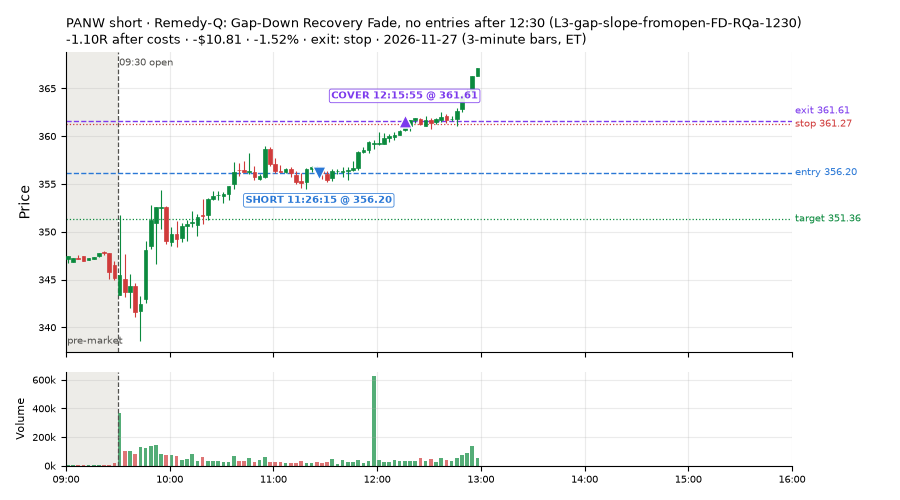 PANW short · Remedy-Q: Gap-Down Recovery Fade, no entries after 12:30 (L3-gap-slope-fromopen-FD-RQa-1230)
-1.10R after costs · -$10.81 · -1.52% · exit: stop · 2026-11-27 (3-minute bars, ET)
09:30 open
COVER 12:15:55 @ 361.61
exit 361.61
stop 361.27
entry 356.20
SHORT 11:26:15 @ 356.20
target 351.36
pre-market
Price
365
360
355
350
345
340
Volume
600k
400k
200k
0k
09:00
10:00
11:00
12:00
13:00
14:00
15:00
16:00